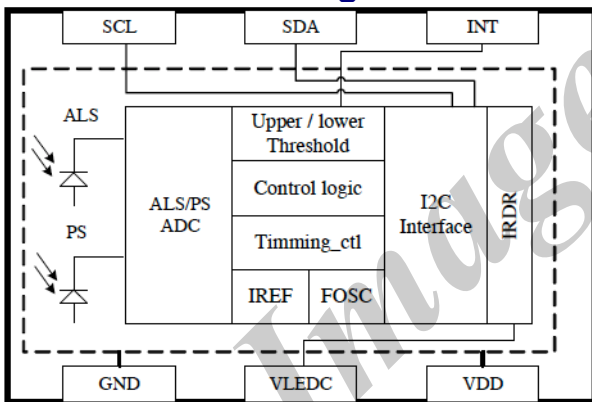 SCL SDA INT
ALS
Upper / lower
Threshold
Control logic
ALS/PS
ADC
I2C
Interface
IRDR
PS
Timming_ctl
IREF FOSC
GND VLEDC VDD
Image